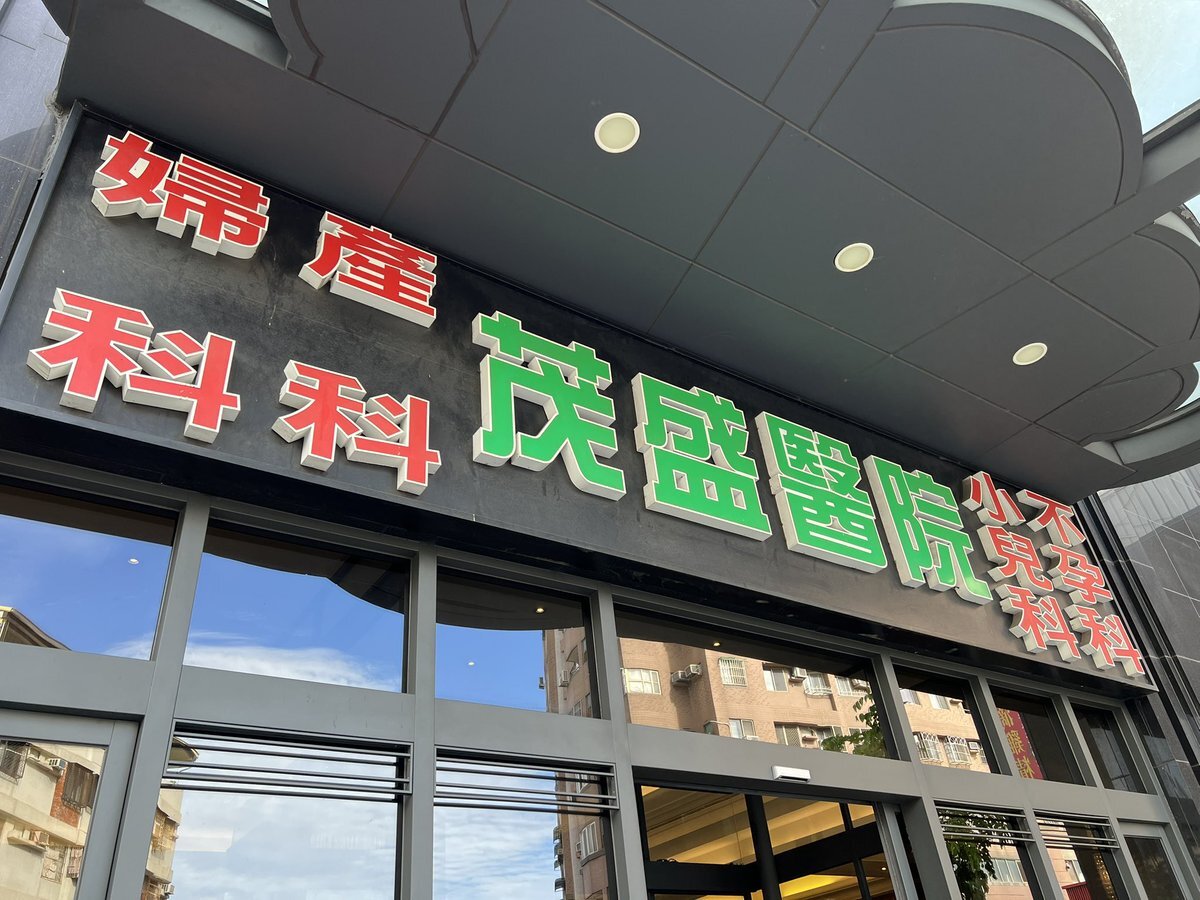 婦科
產科
茂盛醫院
小兒科
不孕科